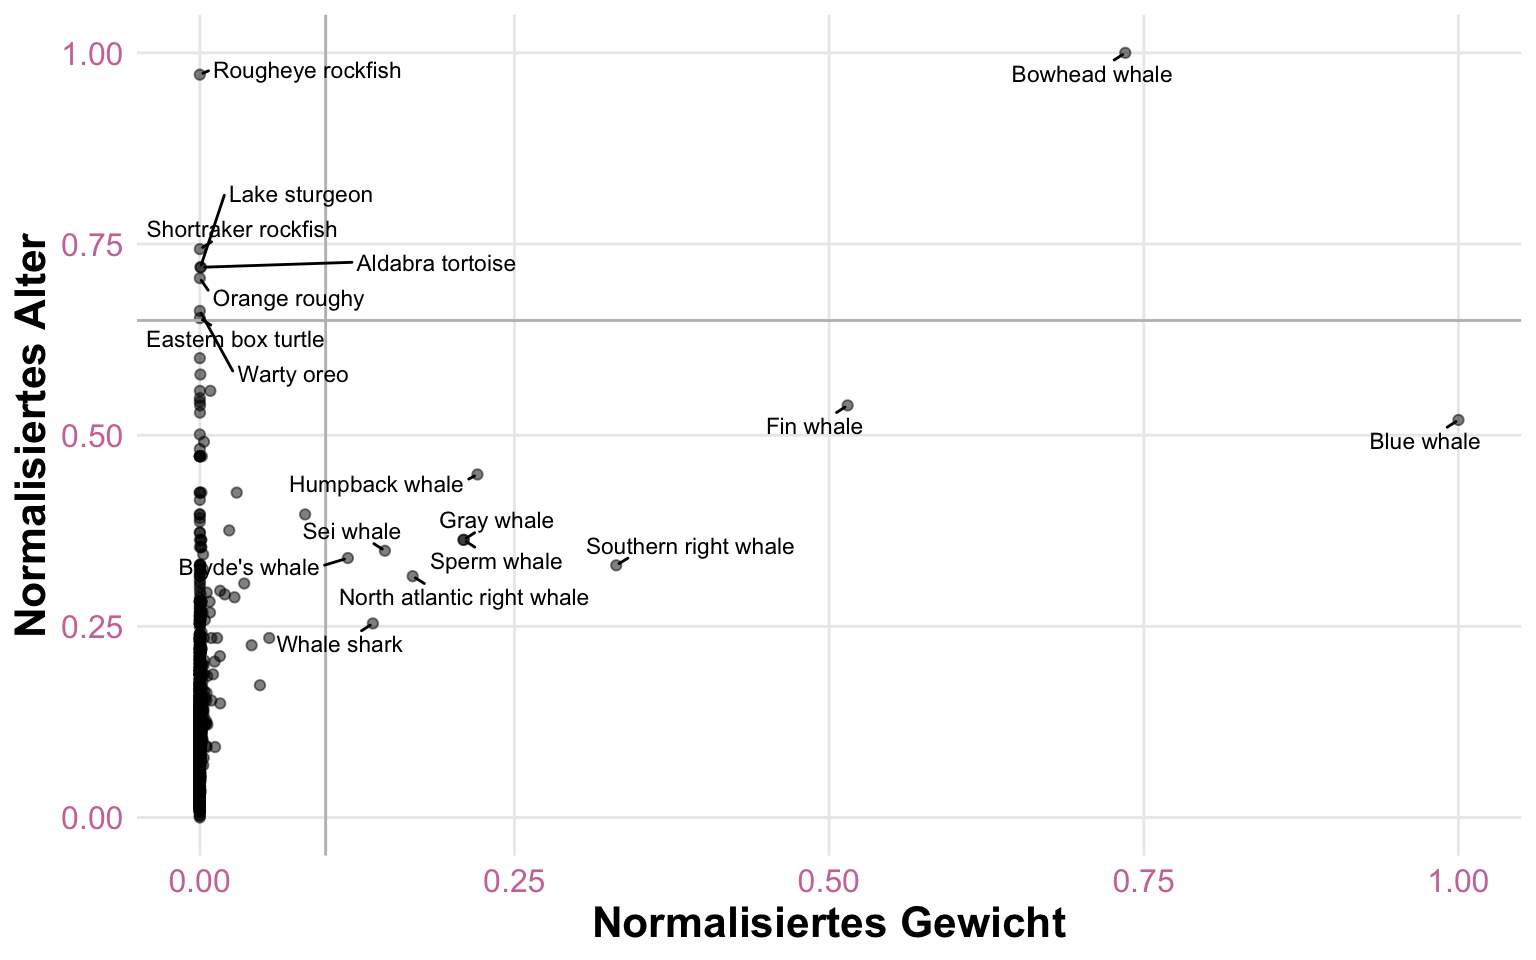 1.00
Rougheye rockfish
Bowhead whale
Lake sturgeon
Shortraker rockfish
0.75
Aldabra tortoise
Orange roughy
Eastern box turtle
Warty oreo
Fin whale
0.50
Blue whale
Humpback whale
Gray whale
Sei whale
Southern right whale
Sperm whale
Bryde's whale
North atlantic right whale
0.25
Whale shark
0.00
Normalisiertes Alter
0.00 0.25 0.50 0.75 1.00
Normalisiertes Gewicht